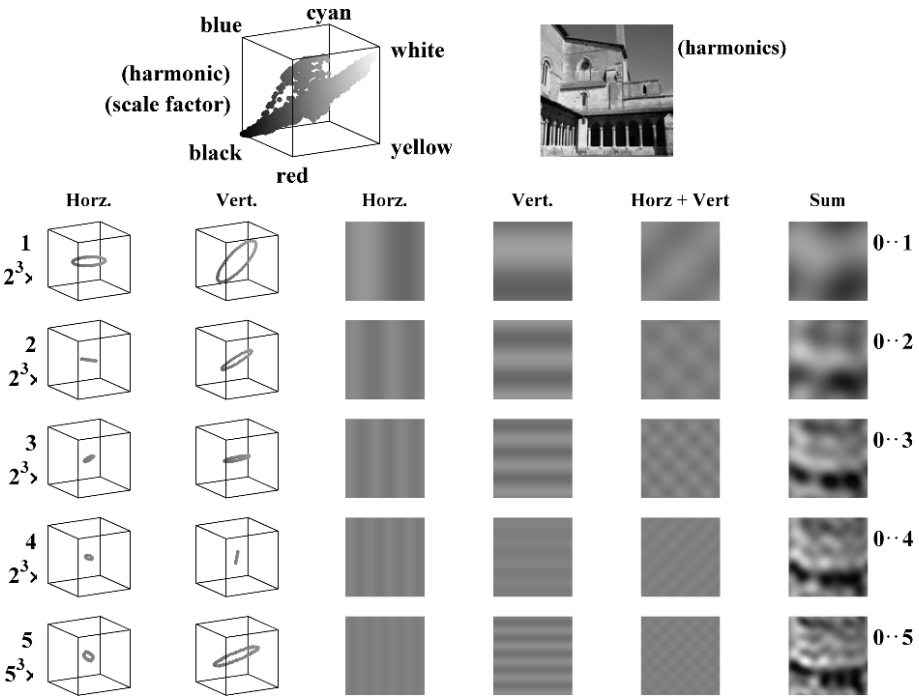 cyan
blue
white
(harmonics)
(harmonic)
(scale factor)
black
yellow
red
Horz. Vert. Horz. Vert. Horz + Vert Sum
1 0··1
2³×
2 0··2
2³×
3 0··3
2³×
4 0··4
2³×
5 0··5
5³×